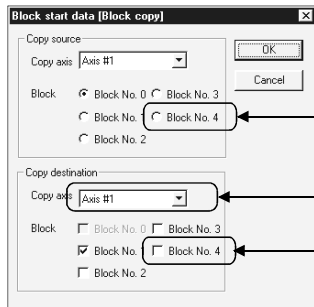 Block start data [Block copy]
Copy source
OK
Copy axis Axis #1
Cancel
Block Block No. 0 Block No. 3
Block No. Block No. 4
Block No. 2
Copy destination
Copy axis Axis #1
Block Block No. 0 Block No. 3
Block No. Block No. 4
Block No. 2